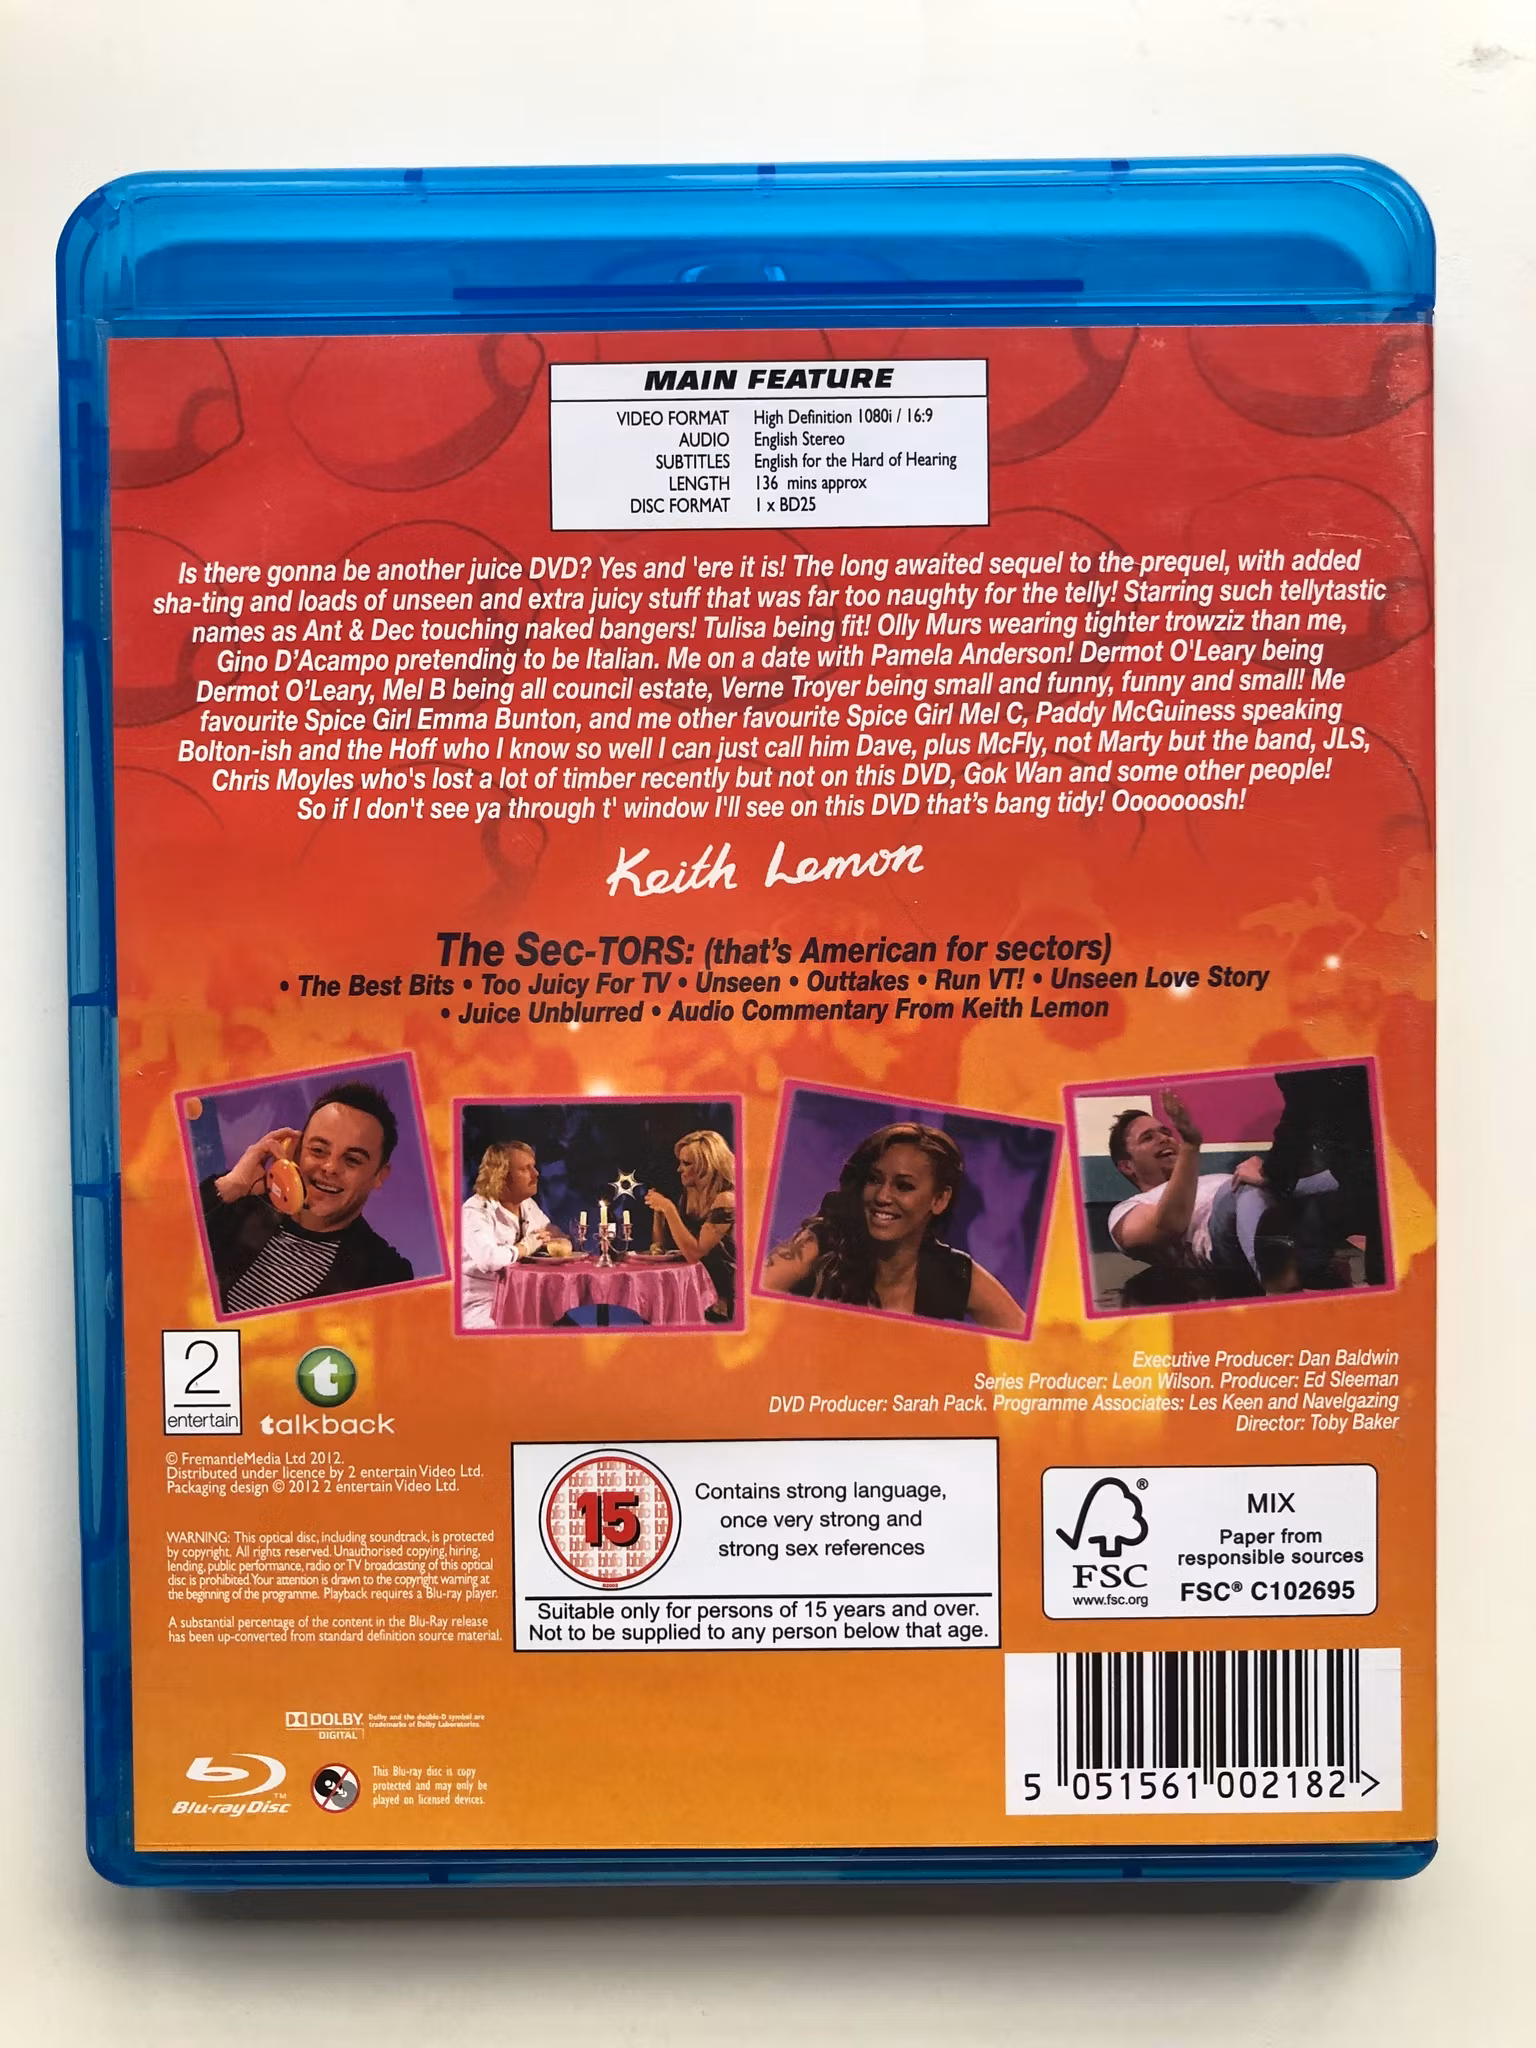 MAIN FEATURE
VIDEO FORMAT High Definition 1080i / 16:9
AUDIO English Stereo
SUBTITLES English for the Hard of Hearing
LENGTH 136 mins approx
DISC FORMAT 1 x BD25
Is there gonna be another juice DVD? Yes and 'ere it is! The long awaited sequel to the prequel, with added
sha-ting and loads of unseen and extra juicy stuff that was far too naughty for the telly! Starring such tellytastic
names as Ant & Dec touching naked bangers! Tulisa being fit! Olly Murs wearing tighter trowziz than me,
Gino D'Acampo pretending to be Italian. Me on a date with Pamela Anderson! Dermot O'Leary being
Dermot O'Leary, Mel B being all council estate, Verne Troyer being small and funny, funny and small! Me
favourite Spice Girl Emma Bunton, and me other favourite Spice Girl Mel C, Paddy McGuiness speaking
Bolton-ish and the Hoff who I know so well I can just call him Dave, plus McFly, not Marty but the band, JLS,
Chris Moyles who's lost a lot of timber recently but not on this DVD, Gok Wan and some other people!
So if I don't see ya through t' window I'll see on this DVD that's bang tidy! Ooooooosh!
Keith Lemon
The Sec-TORS: (that's American for sectors)
• The Best Bits • Too Juicy For TV • Unseen • Outtakes • Run VT! • Unseen Love Story
• Juice Unblurred • Audio Commentary From Keith Lemon
2
entertain
t
talkback
Executive Producer: Dan Baldwin
Series Producer: Leon Wilson. Producer: Ed Sleeman
DVD Producer: Sarah Pack. Programme Associates: Les Keen and Navelgazing
Director: Toby Baker
© FremantleMedia Ltd 2012.
Distributed under licence by 2 entertain Video Ltd.
Packaging design © 2012 2 entertain Video Ltd.
WARNING: This optical disc, including soundtrack, is protected
by copyright. All rights reserved. Unauthorised copying, hiring,
lending, public performance, radio or TV broadcasting of this optical
disc is prohibited. Your attention is drawn to the copyright warning at
the beginning of the programme. Playback requires a Blu-ray player.
A substantial percentage of the content in the Blu-Ray release
has been up-converted from standard definition source material.
15
Contains strong language,
once very strong and
strong sex references
Suitable only for persons of 15 years and over.
Not to be supplied to any person below that age.
FSC®
www.fsc.org
MIX
Paper from
responsible sources
FSC® C102695
DOLBY
DIGITAL
Dolby and the double-D symbol are
trademarks of Dolby Laboratories.
Blu-ray Disc™
This Blu-ray disc is copy
protected and may only be
played on licensed devices.
5 051561 002182 >